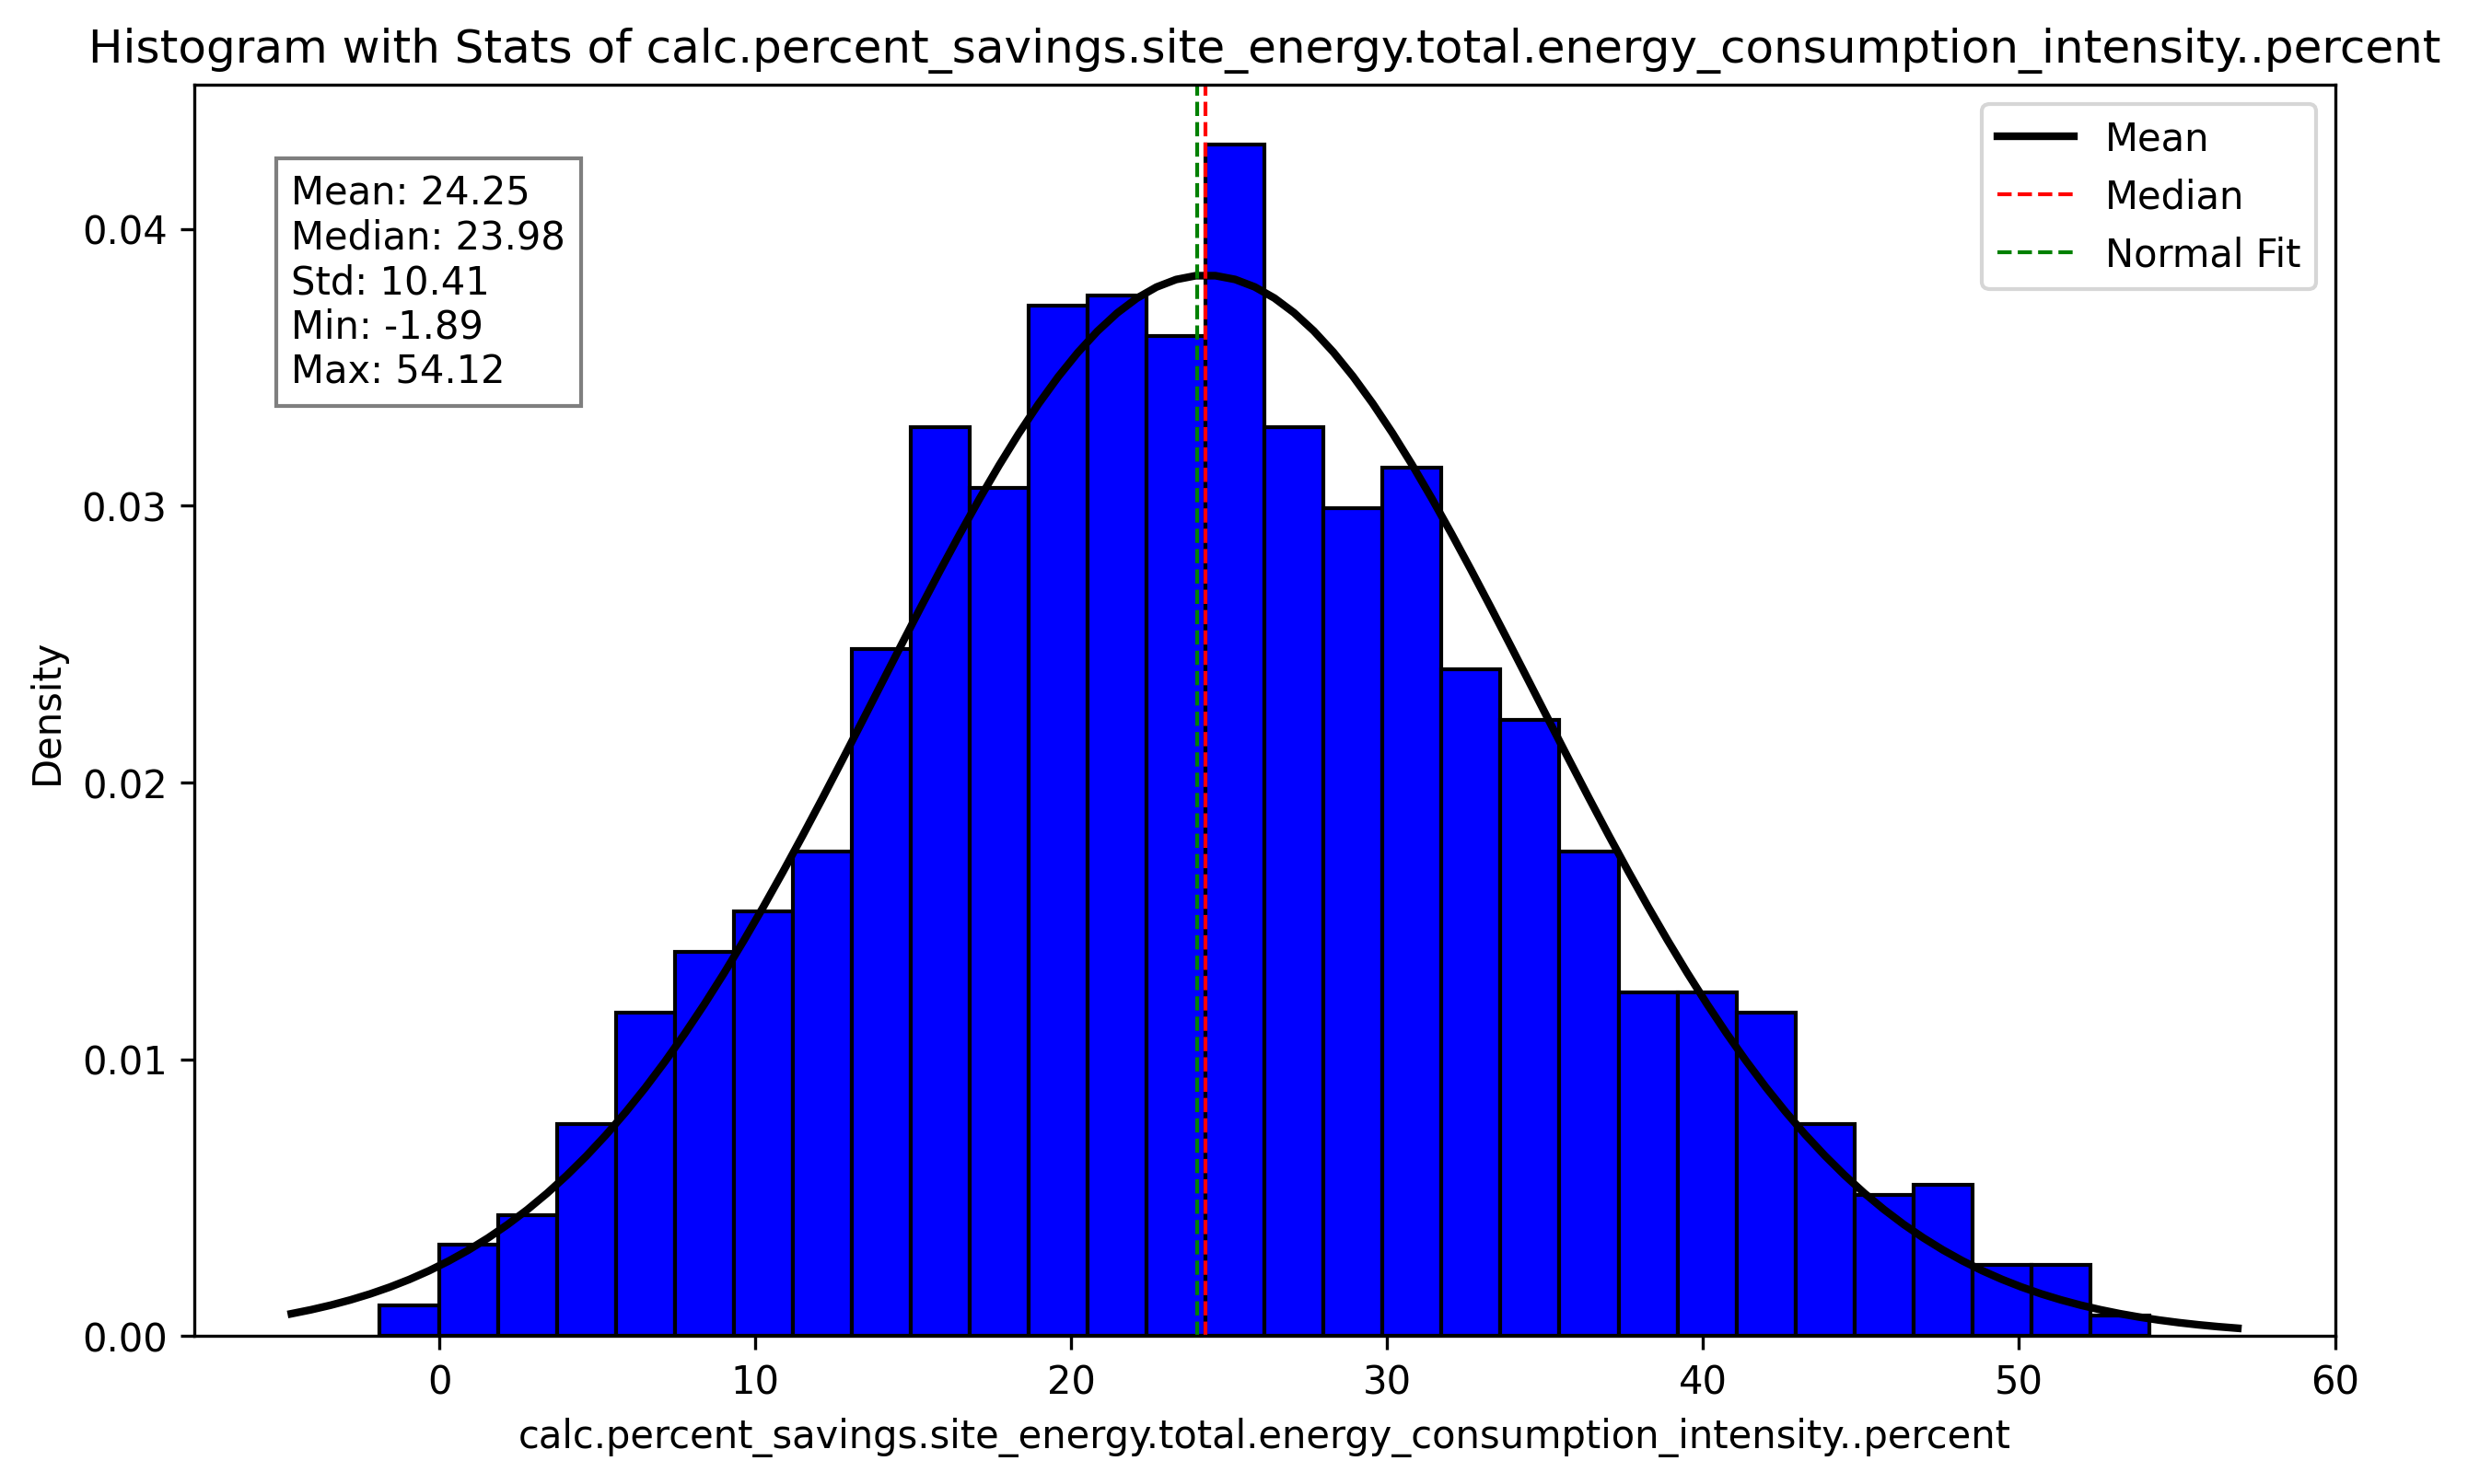 Histogram with Stats of calc.percent_savings.site_energy.total.energy_consumption_intensity..percent
Mean: 24.25
Median: 23.98
Std: 10.41
Min: -1.89
Max: 54.12
Mean
Median
Normal Fit
Density
0.04
0.03
0.02
0.01
0.00
0 10 20 30 40 50 60
calc.percent_savings.site_energy.total.energy_consumption_intensity..percent